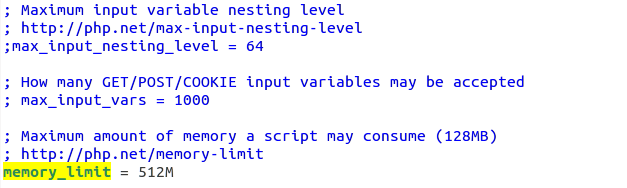 ; Maximum input variable nesting level
; http://php.net/max-input-nesting-level
;max_input_nesting_level = 64
; How many GET/POST/COOKIE input variables may be accepted
; max_input_vars = 1000
; Maximum amount of memory a script may consume (128MB)
; http://php.net/memory-limit
memory_limit = 512M